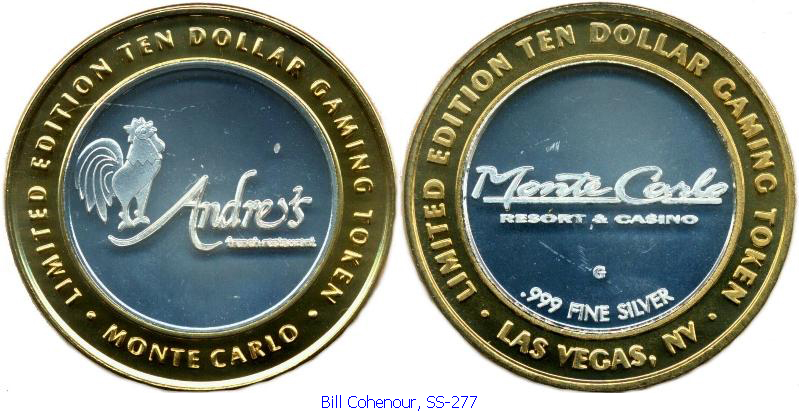 LIMITED EDITION TEN DOLLAR GAMING TOKEN
• MONTE CARLO •
Andre's
french restaurant
LIMITED EDITION TEN DOLLAR GAMING TOKEN
• LAS VEGAS, NV •
Monte Carlo
RESORT & CASINO
G
.999 FINE SILVER
Bill Cohenour, SS-277